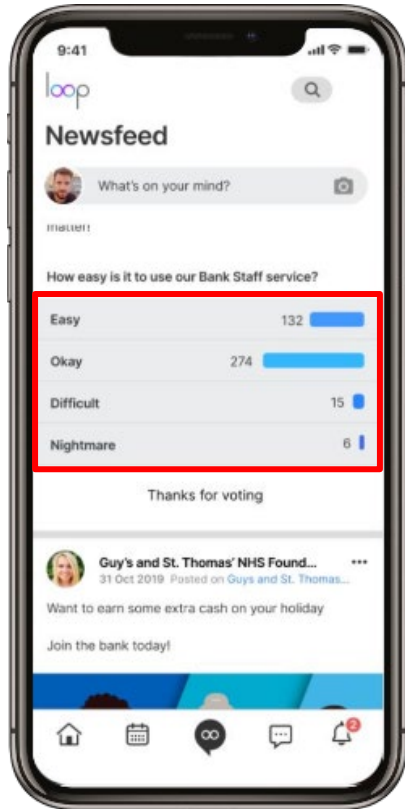 9:41
loop
Newsfeed
What's on your mind?
How easy is it to use our Bank Staff service?
Easy 132
Okay 274
Difficult 15
Nightmare 6
Thanks for voting
Guy's and St. Thomas' NHS Found...
31 Oct 2019 Posted on Guys and St. Thomas...
Want to earn some extra cash on your holiday
Join the bank today!
2